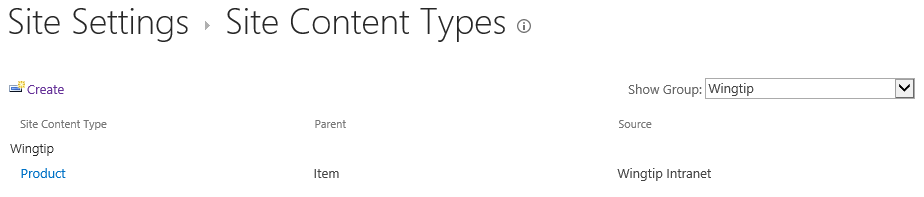 Site Settings ▸ Site Content Types
Create Show Group: Wingtip
Site Content Type Parent Source
Wingtip
Product Item Wingtip Intranet